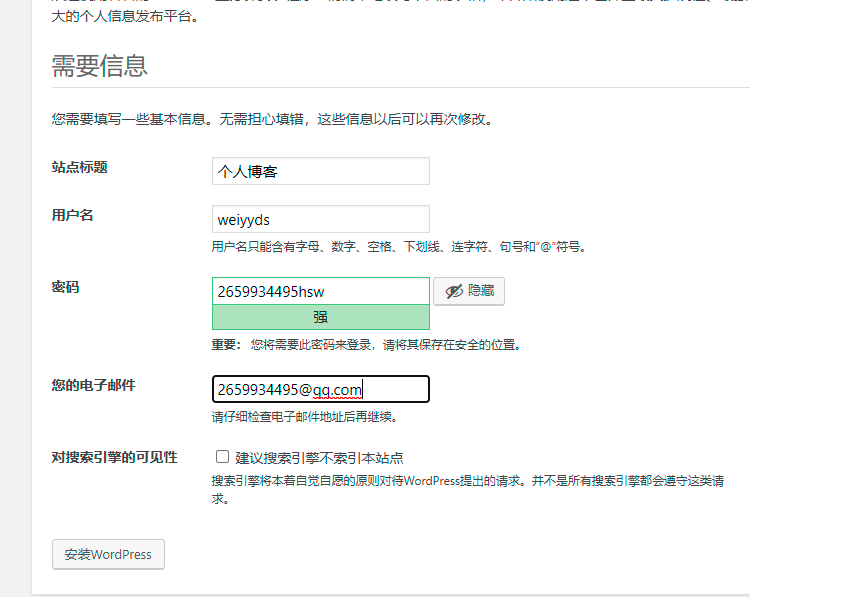 大的个人信息发布平台。
需要信息
您需要填写一些基本信息。无需担心填错，这些信息以后可以再次修改。
站点标题
个人博客
用户名
weiyyds
用户名只能含有字母、数字、空格、下划线、连字符、句号和“@”符号。
密码
2659934495hsw
隐藏
强
重要： 您将需要此密码来登录，请将其保存在安全的位置。
您的电子邮件
2659934495@qq.com
请仔细检查电子邮件地址后再继续。
对搜索引擎的可见性
建议搜索引擎不索引本站点
搜索引擎将本着自觉自愿的原则对待WordPress提出的请求。并不是所有搜索引擎都会遵守这类请
求。
安装WordPress